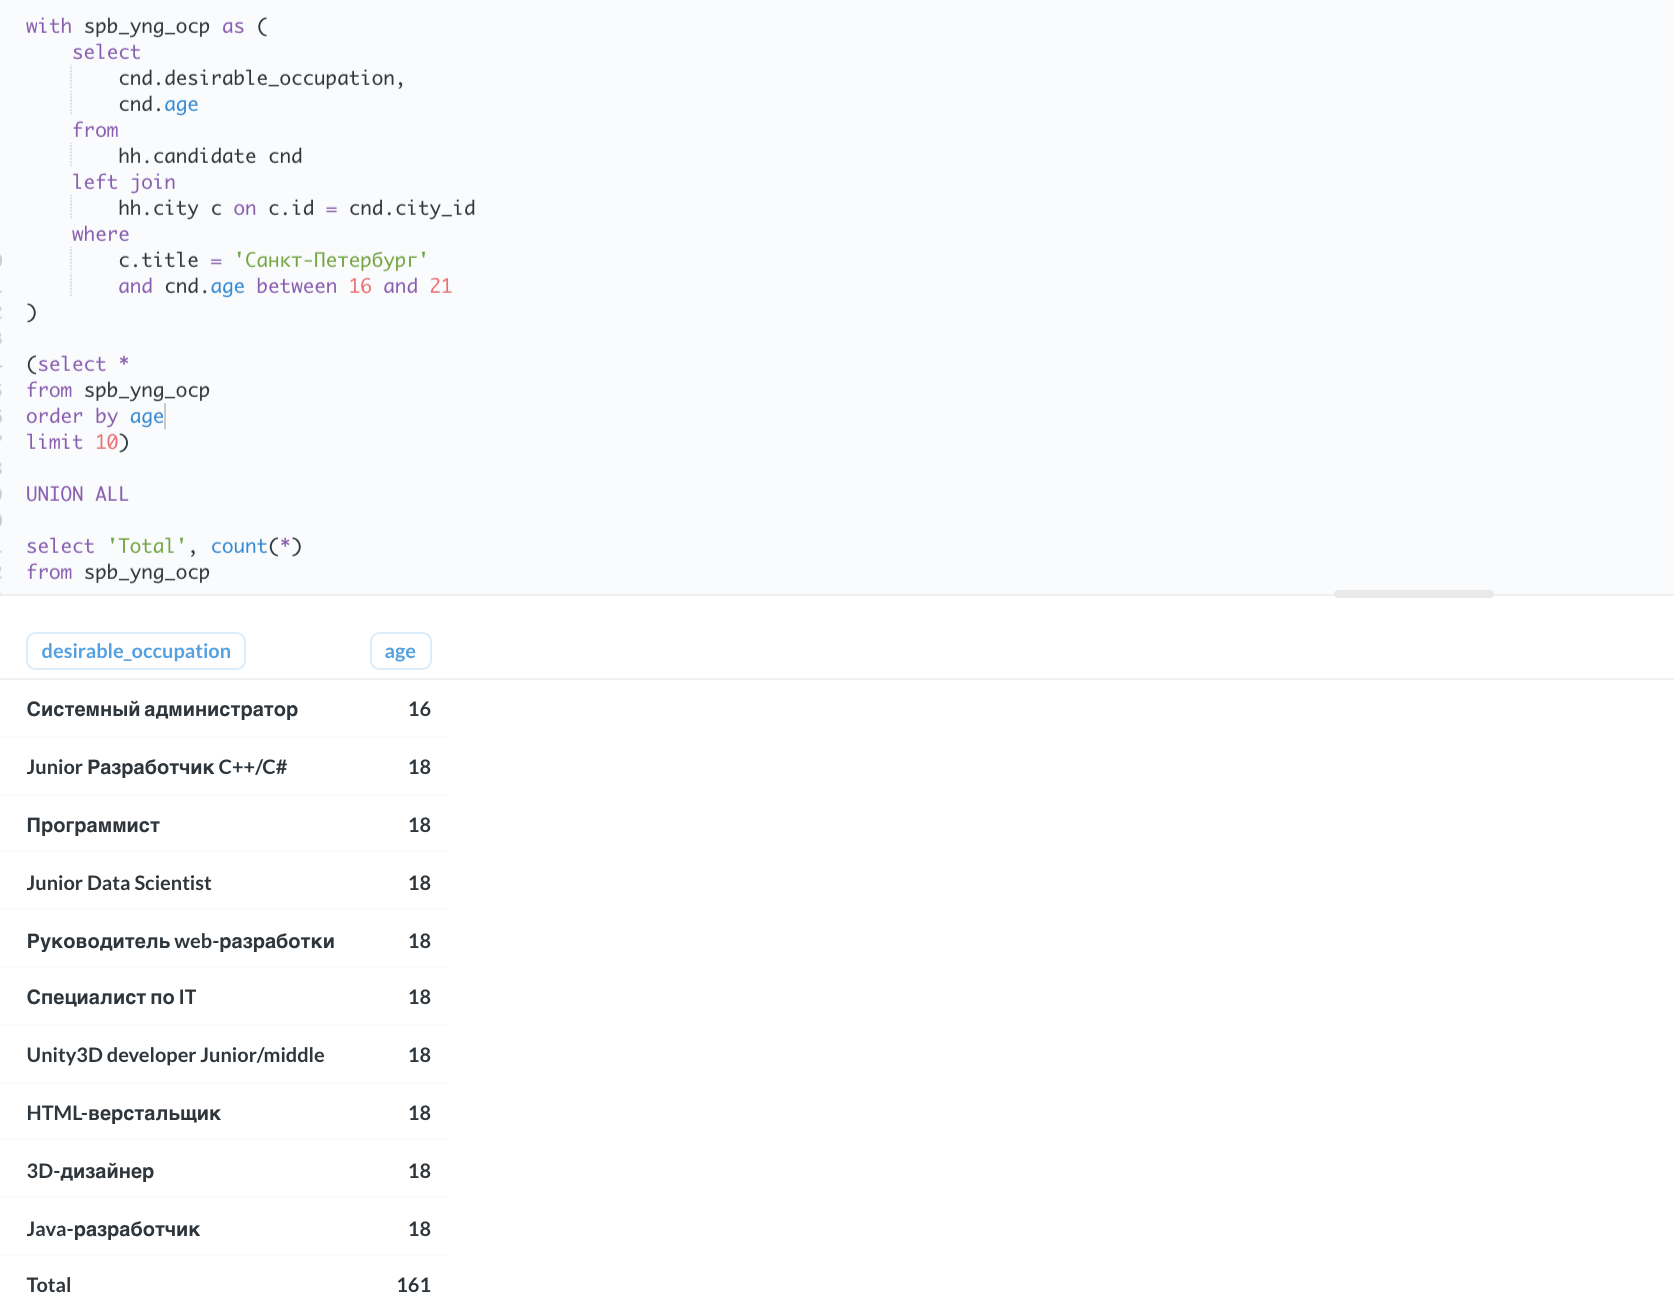 with spb_yng_ocp as (
select
cnd.desirable_occupation,
cnd.age
from
hh.candidate cnd
left join
hh.city c on c.id = cnd.city_id
where
c.title = 'Санкт-Петербург'
and cnd.age between 16 and 21
)
(select *
from spb_yng_ocp
order by age
limit 10)
UNION ALL
select 'Total', count(*)
from spb_yng_ocp
desirable_occupation age
Системный администратор 16
Junior Разработчик C++/C# 18
Программист 18
Junior Data Scientist 18
Руководитель web-разработки 18
Специалист по IT 18
Unity3D developer Junior/middle 18
HTML-верстальщик 18
3D-дизайнер 18
Java-разработчик 18
Total 161